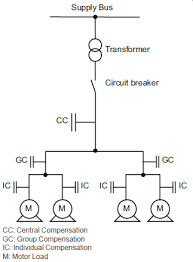 Supply Bus
Transformer
Circuit breaker
CC
GC
GC
IC
IC
IC
IC
M
M
M
M
CC: Central Compensation
GC: Group Compensation
IC: Individual Compensation
M: Motor Load